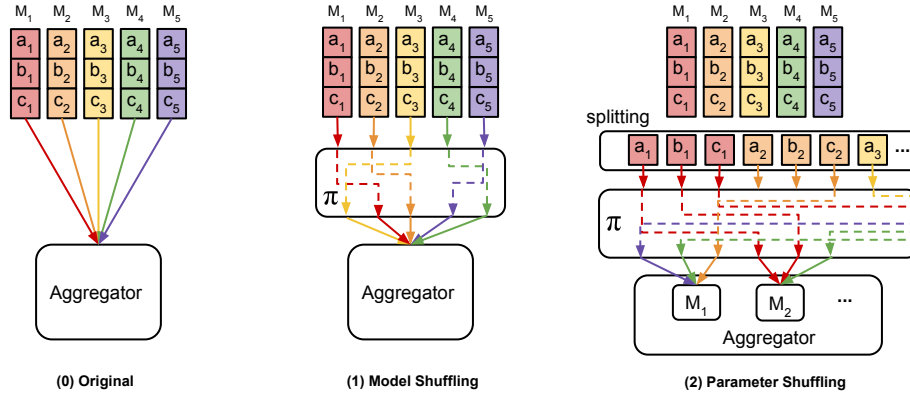 M1 M2 M3 M4 M5
a1 a2 a3 a4 a5
b1 b2 b3 b4 b5
c1 c2 c3 c4 c5
Aggregator
(0) Original
M1 M2 M3 M4 M5
a1 a2 a3 a4 a5
b1 b2 b3 b4 b5
c1 c2 c3 c4 c5
π
Aggregator
(1) Model Shuffling
M1 M2 M3 M4 M5
a1 a2 a3 a4 a5
b1 b2 b3 b4 b5
c1 c2 c3 c4 c5
splitting
a1 b1 c1 a2 b2 c2 a3 ...
π
M1 M2 ...
Aggregator
(2) Parameter Shuffling